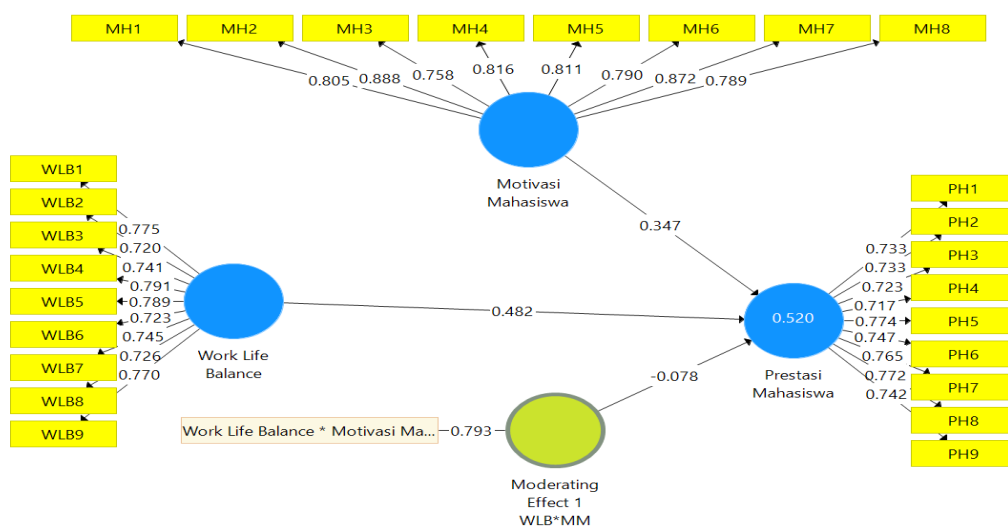 MH1 MH2 MH3 MH4 MH5 MH6 MH7 MH8
0.805 0.888 0.758 0.816 0.811 0.790 0.872 0.789
Motivasi
Mahasiswa
WLB1
WLB2
WLB3
WLB4
WLB5
WLB6
WLB7
WLB8
WLB9
0.775
0.720
0.741
0.791
0.789
0.723
0.745
0.726
0.770
Work Life
Balance
0.347
0.482
-0.078
0.520
Prestasi
Mahasiswa
0.733
0.733
0.723
0.717
0.774
0.747
0.765
0.772
0.742
PH1
PH2
PH3
PH4
PH5
PH6
PH7
PH8
PH9
Work Life Balance * Motivasi Ma...
0.793
Moderating
Effect 1
WLB*MM